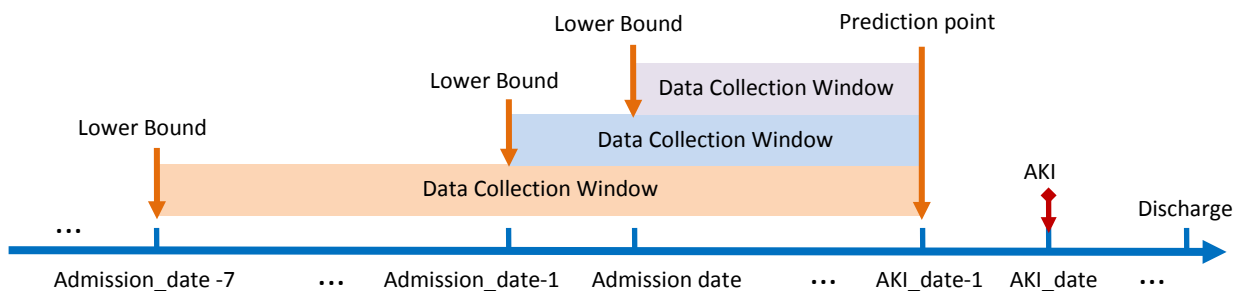 Lower Bound
Prediction point
Lower Bound
Data Collection Window
Lower Bound
Data Collection Window
Data Collection Window
AKI
Discharge
...
Admission_date -7 ... Admission_date-1 Admission date ... AKI_date-1 AKI_date ...